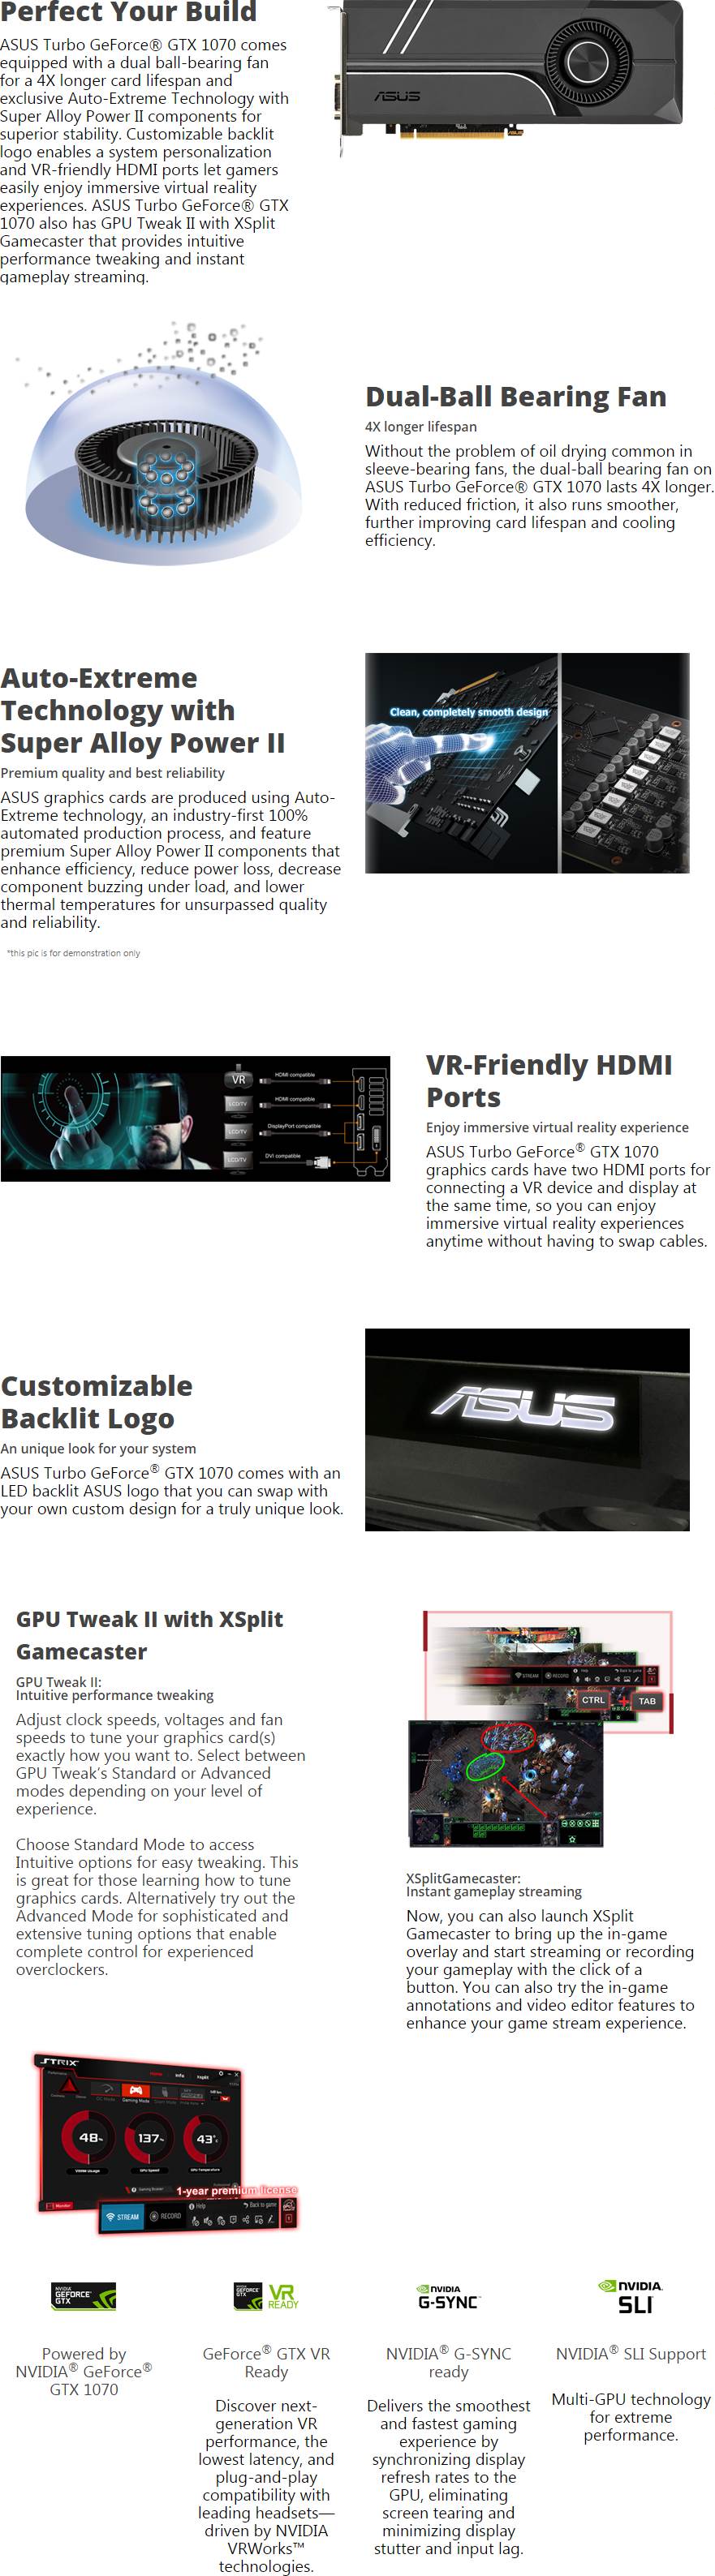 Perfect Your Build
ASUS Turbo GeForce® GTX 1070 comes
equipped with a dual ball-bearing fan
for a 4X longer card lifespan and
exclusive Auto-Extreme Technology with
Super Alloy Power II components for
superior stability. Customizable backlit
logo enables a system personalization
and VR-friendly HDMI ports let gamers
easily enjoy immersive virtual reality
experiences. ASUS Turbo GeForce® GTX
1070 also has GPU Tweak II with XSplit
Gamecaster that provides intuitive
performance tweaking and instant
gameplay streaming.
ASUS
Dual-Ball Bearing Fan
4X longer lifespan
Without the problem of oil drying common in
sleeve-bearing fans, the dual-ball bearing fan on
ASUS Turbo GeForce® GTX 1070 lasts 4X longer.
With reduced friction, it also runs smoother,
further improving card lifespan and cooling
efficiency.
Auto-Extreme
Technology with
Super Alloy Power II
Premium quality and best reliability
ASUS graphics cards are produced using Auto-
Extreme technology, an industry-first 100%
automated production process, and feature
premium Super Alloy Power II components that
enhance efficiency, reduce power loss, decrease
component buzzing under load, and lower
thermal temperatures for unsurpassed quality
and reliability.
*this pic is for demonstration only
Clean, completely smooth design
VR
HDMI compatible
LCD/TV
HDMI compatible
LCD/TV
DisplayPort compatible
LCD/TV
DVI compatible
VR-Friendly HDMI
Ports
Enjoy immersive virtual reality experience
ASUS Turbo GeForce® GTX 1070
graphics cards have two HDMI ports for
connecting a VR device and display at
the same time, so you can enjoy
immersive virtual reality experiences
anytime without having to swap cables.
Customizable
Backlit Logo
An unique look for your system
ASUS Turbo GeForce® GTX 1070 comes with an
LED backlit ASUS logo that you can swap with
your own custom design for a truly unique look.
ASUS
GPU Tweak II with XSplit
Gamecaster
GPU Tweak II:
Intuitive performance tweaking
Adjust clock speeds, voltages and fan
speeds to tune your graphics card(s)
exactly how you want to. Select between
GPU Tweak's Standard or Advanced
modes depending on your level of
experience.
Choose Standard Mode to access
Intuitive options for easy tweaking. This
is great for those learning how to tune
graphics cards. Alternatively try out the
Advanced Mode for sophisticated and
extensive tuning options that enable
complete control for experienced
overclockers.
STREAM
RECORD
Help
Back to game
CTRL + TAB
XSplitGamecaster:
Instant gameplay streaming
Now, you can also launch XSplit
Gamecaster to bring up the in-game
overlay and start streaming or recording
your gameplay with the click of a
button. You can also try the in-game
annotations and video editor features to
enhance your game stream experience.
STRIX
Home Info Xsplit
Gaming Mode
48%
137%
43°c
VRAM Usage
GPU Speed
GPU Temperature
Gaming Booster
Monitor
1-year premium license
STREAM
RECORD
Help
Back to game
NVIDIA
GEFORCE
GTX
NVIDIA
GEFORCE
GTX
VR
READY
NVIDIA
G-SYNC™
NVIDIA
SLI
Powered by
NVIDIA® GeForce®
GTX 1070
GeForce® GTX VR
Ready
Discover next-
generation VR
performance, the
lowest latency, and
plug-and-play
compatibility with
leading headsets—
driven by NVIDIA
VRWorks™
technologies.
NVIDIA® G-SYNC
ready
Delivers the smoothest
and fastest gaming
experience by
synchronizing display
refresh rates to the
GPU, eliminating
screen tearing and
minimizing display
stutter and input lag.
NVIDIA® SLI Support
Multi-GPU technology
for extreme
performance.